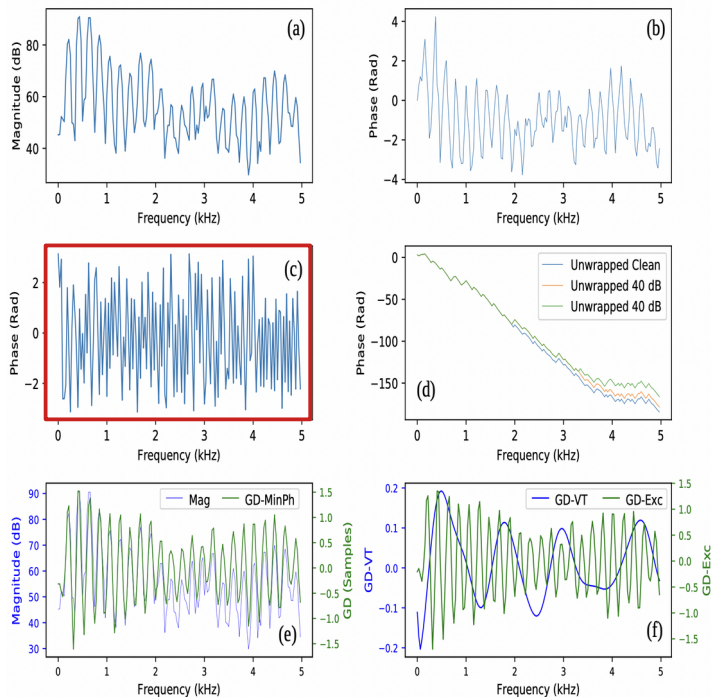 (a)
Magnitude (dB)
80
60
40
0 1 2 3 4 5
Frequency (kHz)
(b)
Phase (Rad)
4
2
0
−2
−4
0 1 2 3 4 5
Frequency (kHz)
(c)
Phase (Rad)
2
0
−2
0 1 2 3 4 5
Frequency (kHz)
(d)
Phase (Rad)
0
−50
−100
−150
Unwrapped Clean
Unwrapped 40 dB
Unwrapped 40 dB
0 1 2 3 4 5
Frequency (kHz)
(e)
Mag GD-MinPh
Magnitude (dB)
90
80
70
60
50
40
30
GD (Samples)
1.5
1.0
0.5
0.0
−0.5
−1.0
−1.5
0 1 2 3 4 5
Frequency (kHz)
(f)
GD-VT GD-Exc
GD-VT
0.2
0.1
0.0
−0.1
−0.2
GD-Exc
1.5
1.0
0.5
0.0
−0.5
−1.0
−1.5
0 1 2 3 4 5
Frequency (kHz)